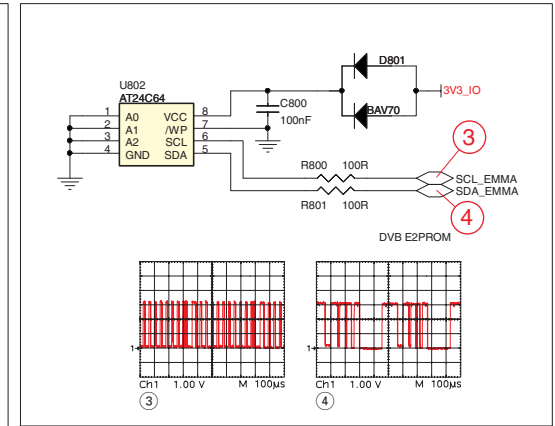 D801
U802
AT24C64
3V3_IO
1 A0 VCC 8
C800
BAV70
2 A1 /WP 7
100nF
3 A2 SCL 6
4 GND SDA 5
3
R800 100R
SCL_EMMA
SDA_EMMA
R801 100R
4
DVB E2PROM
1
1
Ch1 1.00 V M 100µs
Ch1 1.00 V M 100µs
3
4